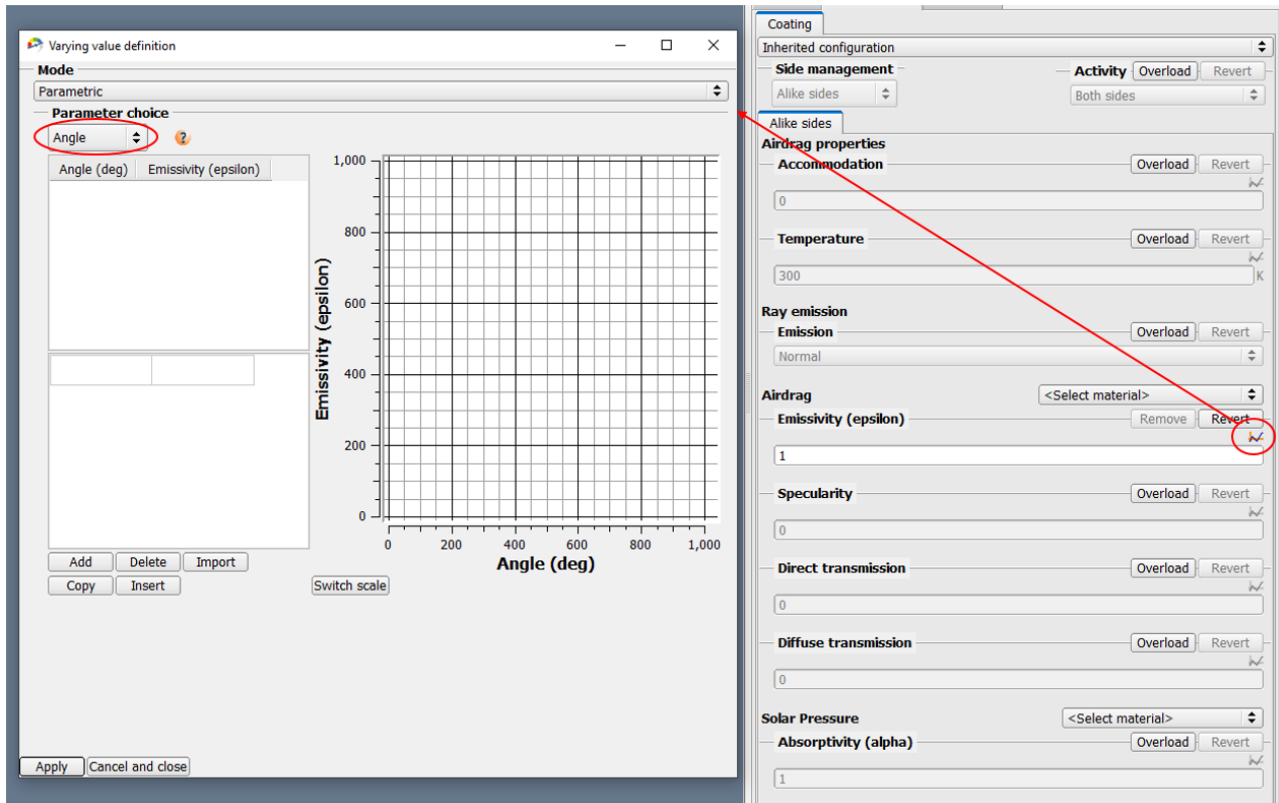 Varying value definition
Mode
Parametric
Parameter choice
Angle
?
Angle (deg) Emissivity (epsilon)
1,000
800
600
400
200
0
Emissivity (epsilon)
0 200 400 600 800 1,000
Angle (deg)
Add Delete Import
Copy Insert Switch scale
Apply Cancel and close
Coating
Inherited configuration
Side management Activity Overload Revert
Alike sides Both sides
Alike sides
Airdrag properties
Accommodation Overload Revert
0
Temperature Overload Revert
300 K
Ray emission
Emission Overload Revert
Normal
Airdrag <Select material>
Emissivity (epsilon) Remove Revert
1
Specularity Overload Revert
0
Direct transmission Overload Revert
0
Diffuse transmission Overload Revert
0
Solar Pressure <Select material>
Absorptivity (alpha) Overload Revert
1